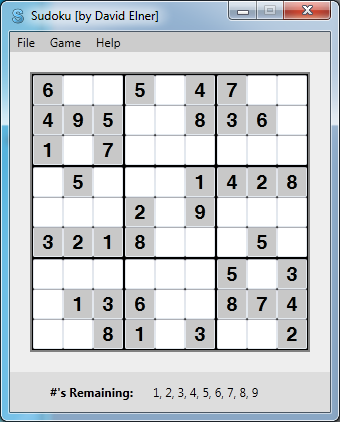 Sudoku [by David Elner]
File Game Help
6 5 4 7
4 9 5 8 3 6
1 7
5 1 4 2 8
2 9
3 2 1 8 5
5 3
1 3 6 8 7 4
8 1 3 2
#'s Remaining: 1, 2, 3, 4, 5, 6, 7, 8, 9